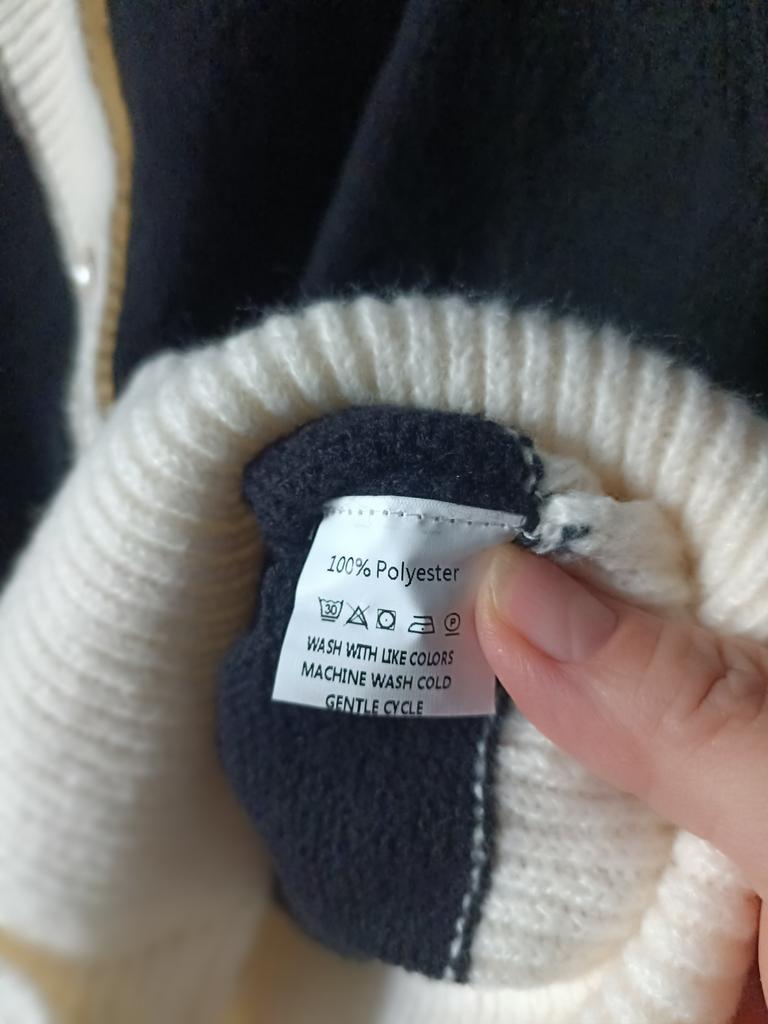 100% Polyester
30 P
WASH WITH LIKE COLORS
MACHINE WASH COLD
GENTLE CYCLE